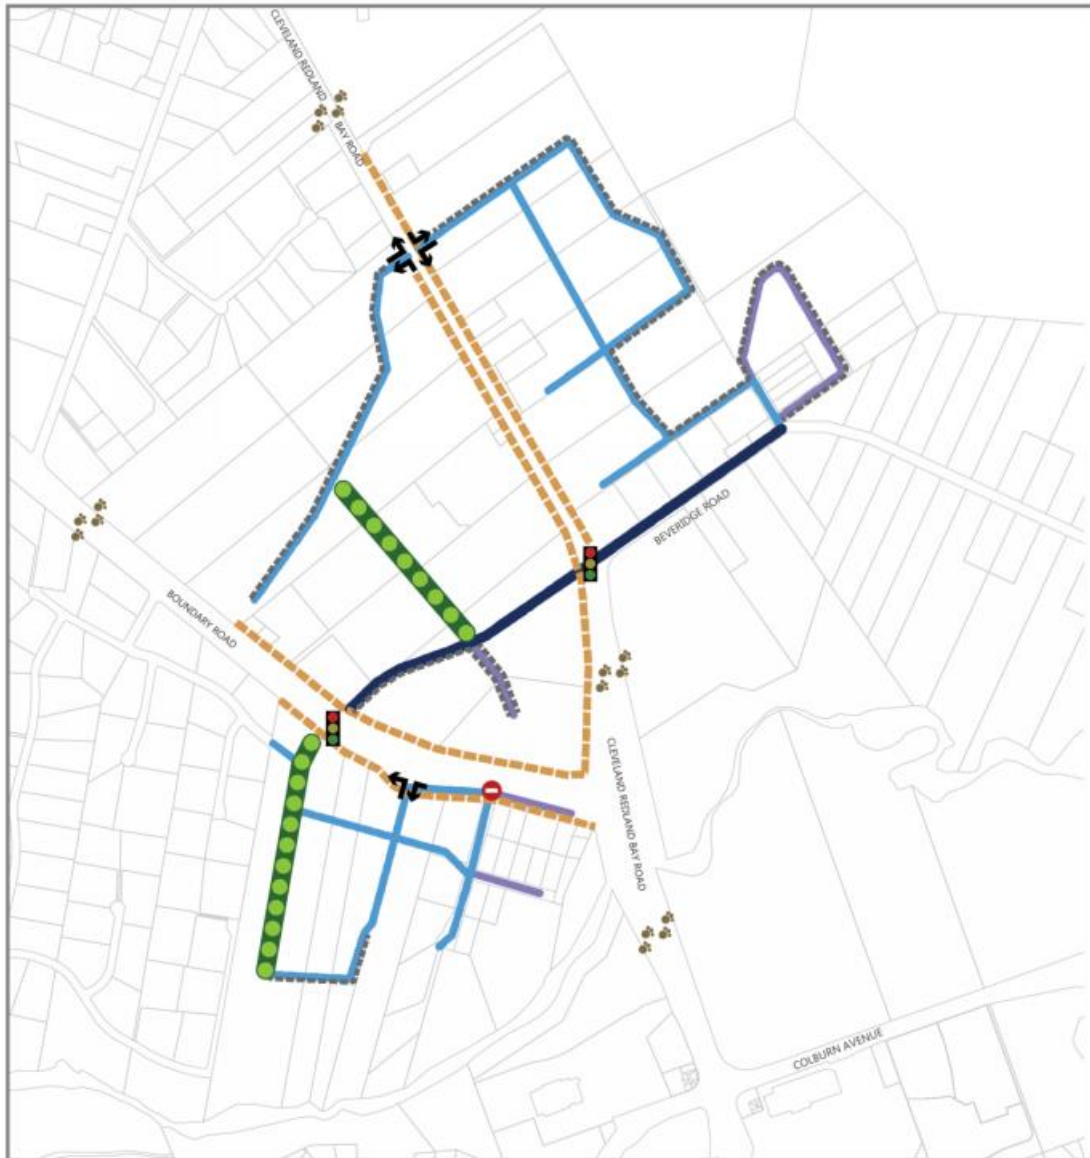 CLEVELAND REDLAND
BAY ROAD
BEVERIDGE ROAD
BOUNDARY ROAD
CLEVELAND REDLAND BAY ROAD
COLBURN AVENUE